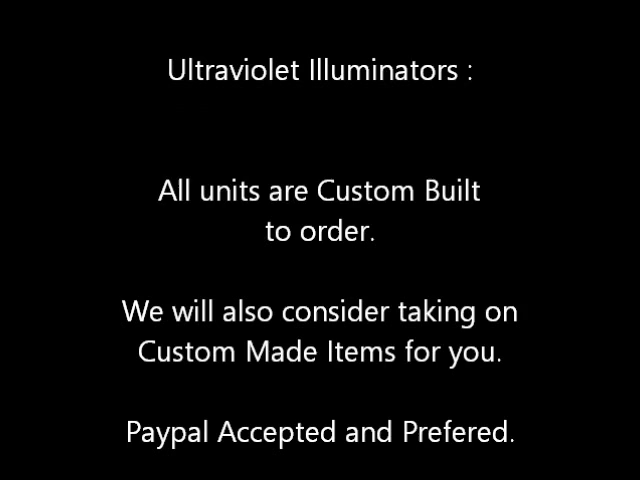 Ultraviolet Illuminators :
All units are Custom Built
to order.
We will also consider taking on
Custom Made Items for you.
Paypal Accepted and Prefered.